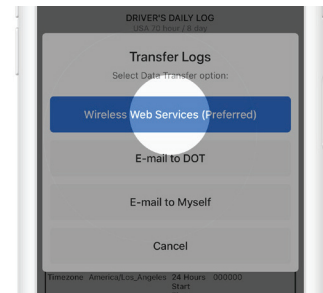 DRIVER'S DAILY LOG
USA 70 hour / 8 day
Transfer Logs
Select Data Transfer option:
Wireless Web Services (Preferred)
E-mail to DOT
E-mail to Myself
Cancel
Timezone America/Los_Angeles 24 Hours 000000
Start